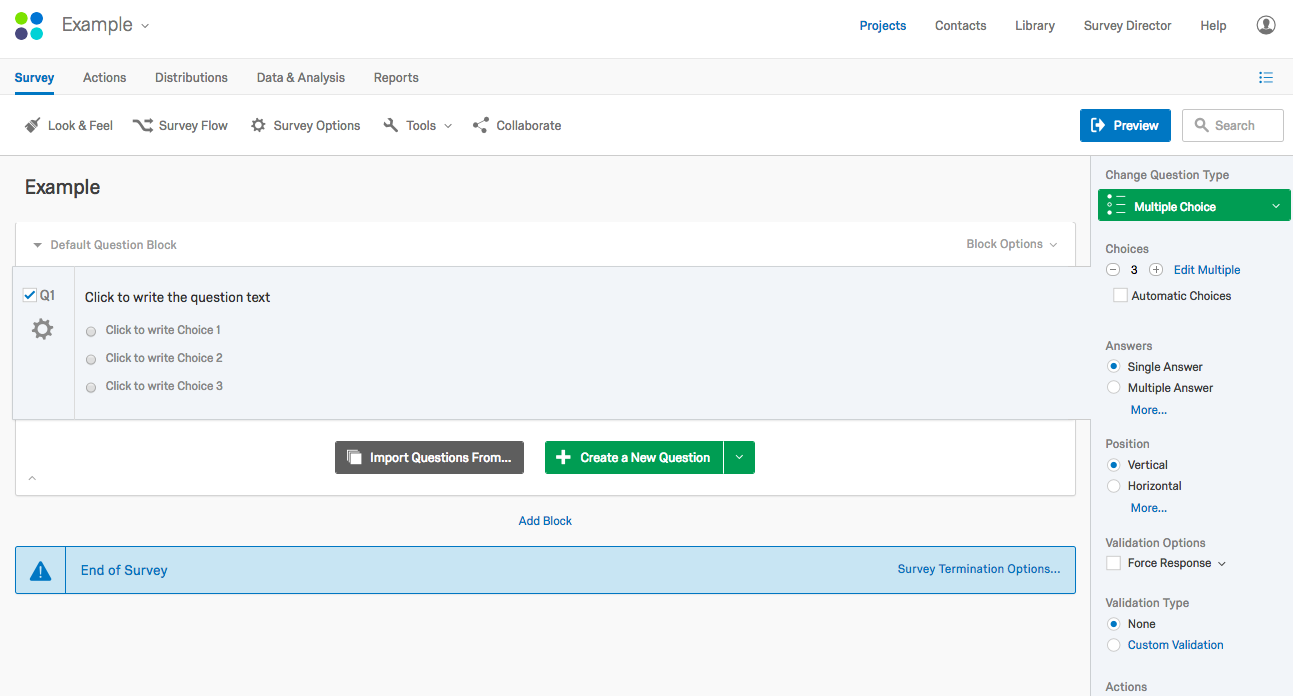 Example
Projects Contacts Library Survey Director Help
Survey Actions Distributions Data & Analysis Reports
Look & Feel Survey Flow Survey Options Tools Collaborate
Preview Search
Example
Default Question Block Block Options
Q1 Click to write the question text
Click to write Choice 1
Click to write Choice 2
Click to write Choice 3
Import Questions From... Create a New Question
Add Block
! End of Survey Survey Termination Options...
Change Question Type
Multiple Choice
Choices
3 Edit Multiple
Automatic Choices
Answers
Single Answer
Multiple Answer
More...
Position
Vertical
Horizontal
More...
Validation Options
Force Response
Validation Type
None
Custom Validation
Actions